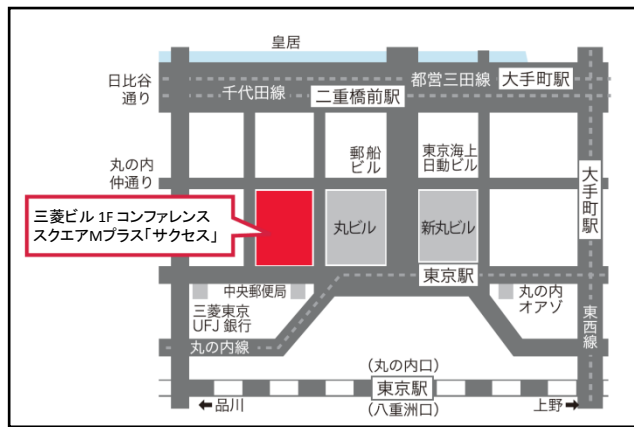 皇居
日比谷
通り
都営三田線
大手町駅
千代田線
二重橋前駅
郵船
ビル
東京海上
日動ビル
丸の内
仲通り
大手町駅
三菱ビル 1F コンファレンス
スクエアMプラス「サクセス」
丸ビル
新丸ビル
東京駅
中央郵便局
丸の内
オアゾ
三菱東京
UFJ 銀行
東西線
丸の内線
(丸の内口)
東京駅
(八重洲口)
←品川
上野→